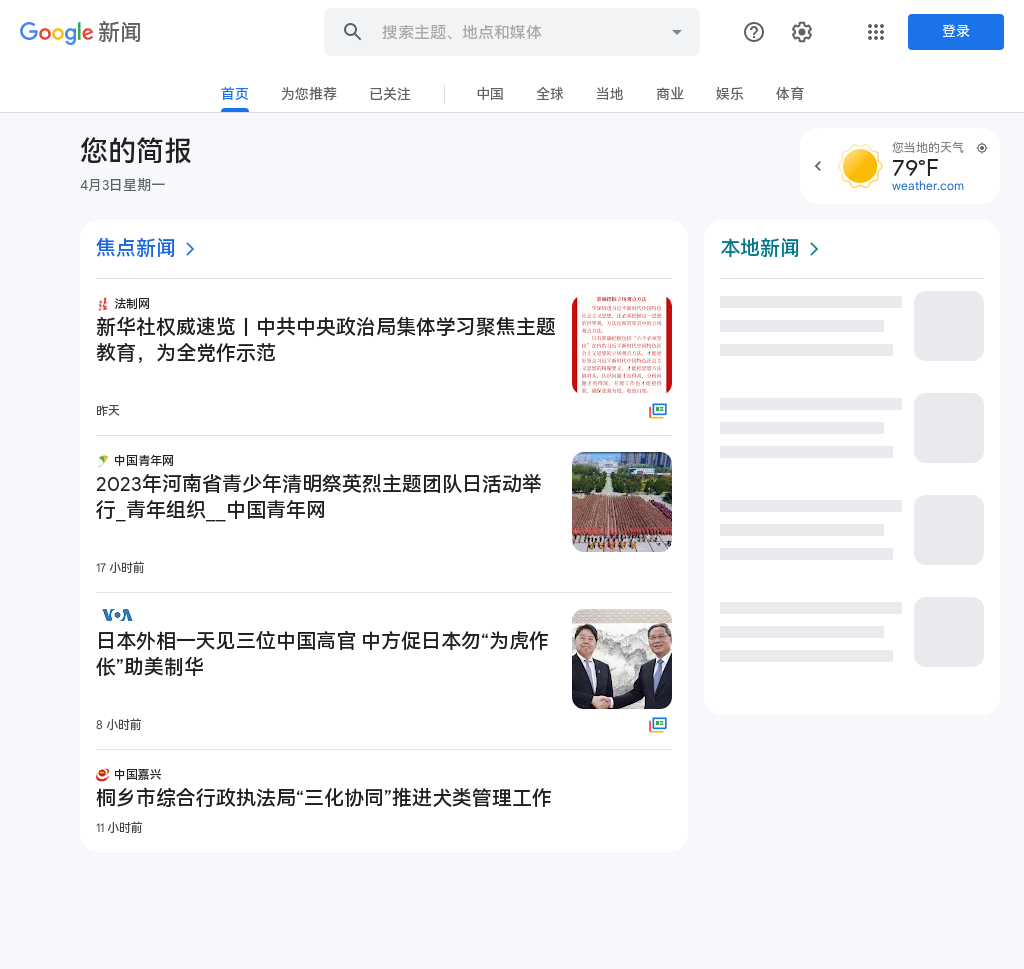 Google 新闻
搜索主题、地点和媒体
登录
首页 为您推荐 已关注 中国 全球 当地 商业 娱乐 体育
您的简报
4月3日星期一
您当地的天气
79°F
weather.com
焦点新闻
法制网
新华社权威速览丨中共中央政治局集体学习聚焦主题
教育，为全党作示范
昨天
中国青年网
2023年河南省青少年清明祭英烈主题团队日活动举
行_青年组织__中国青年网
17 小时前
VOA
日本外相一天见三位中国高官 中方促日本勿“为虎作
伥”助美制华
8 小时前
中国嘉兴
桐乡市综合行政执法局“三化协同”推进犬类管理工作
11 小时前
本地新闻